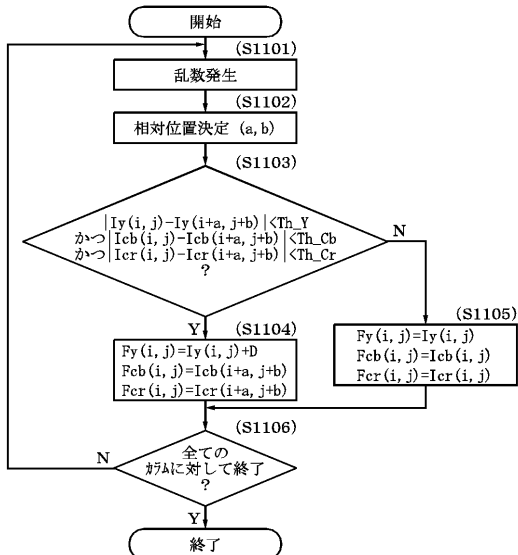 開始
(S1101)
乱数発生
(S1102)
相対位置決定 (a,b)
(S1103)
|Iy(i,j)-Iy(i+a,j+b)|<Th_Y
かつ|Icb(i,j)-Icb(i+a,j+b)|<Th_Cb
かつ|Icr(i,j)-Icr(i+a,j+b)|<Th_Cr
?
N
Y
(S1104)
Fy(i,j)=Iy(i,j)+D
Fcb(i,j)=Icb(i+a,j+b)
Fcr(i,j)=Icr(i+a,j+b)
(S1105)
Fy(i,j)=Iy(i,j)
Fcb(i,j)=Icb(i,j)
Fcr(i,j)=Icr(i,j)
(S1106)
全ての
ｶﾗﾑに対して終了
?
N
Y
終了